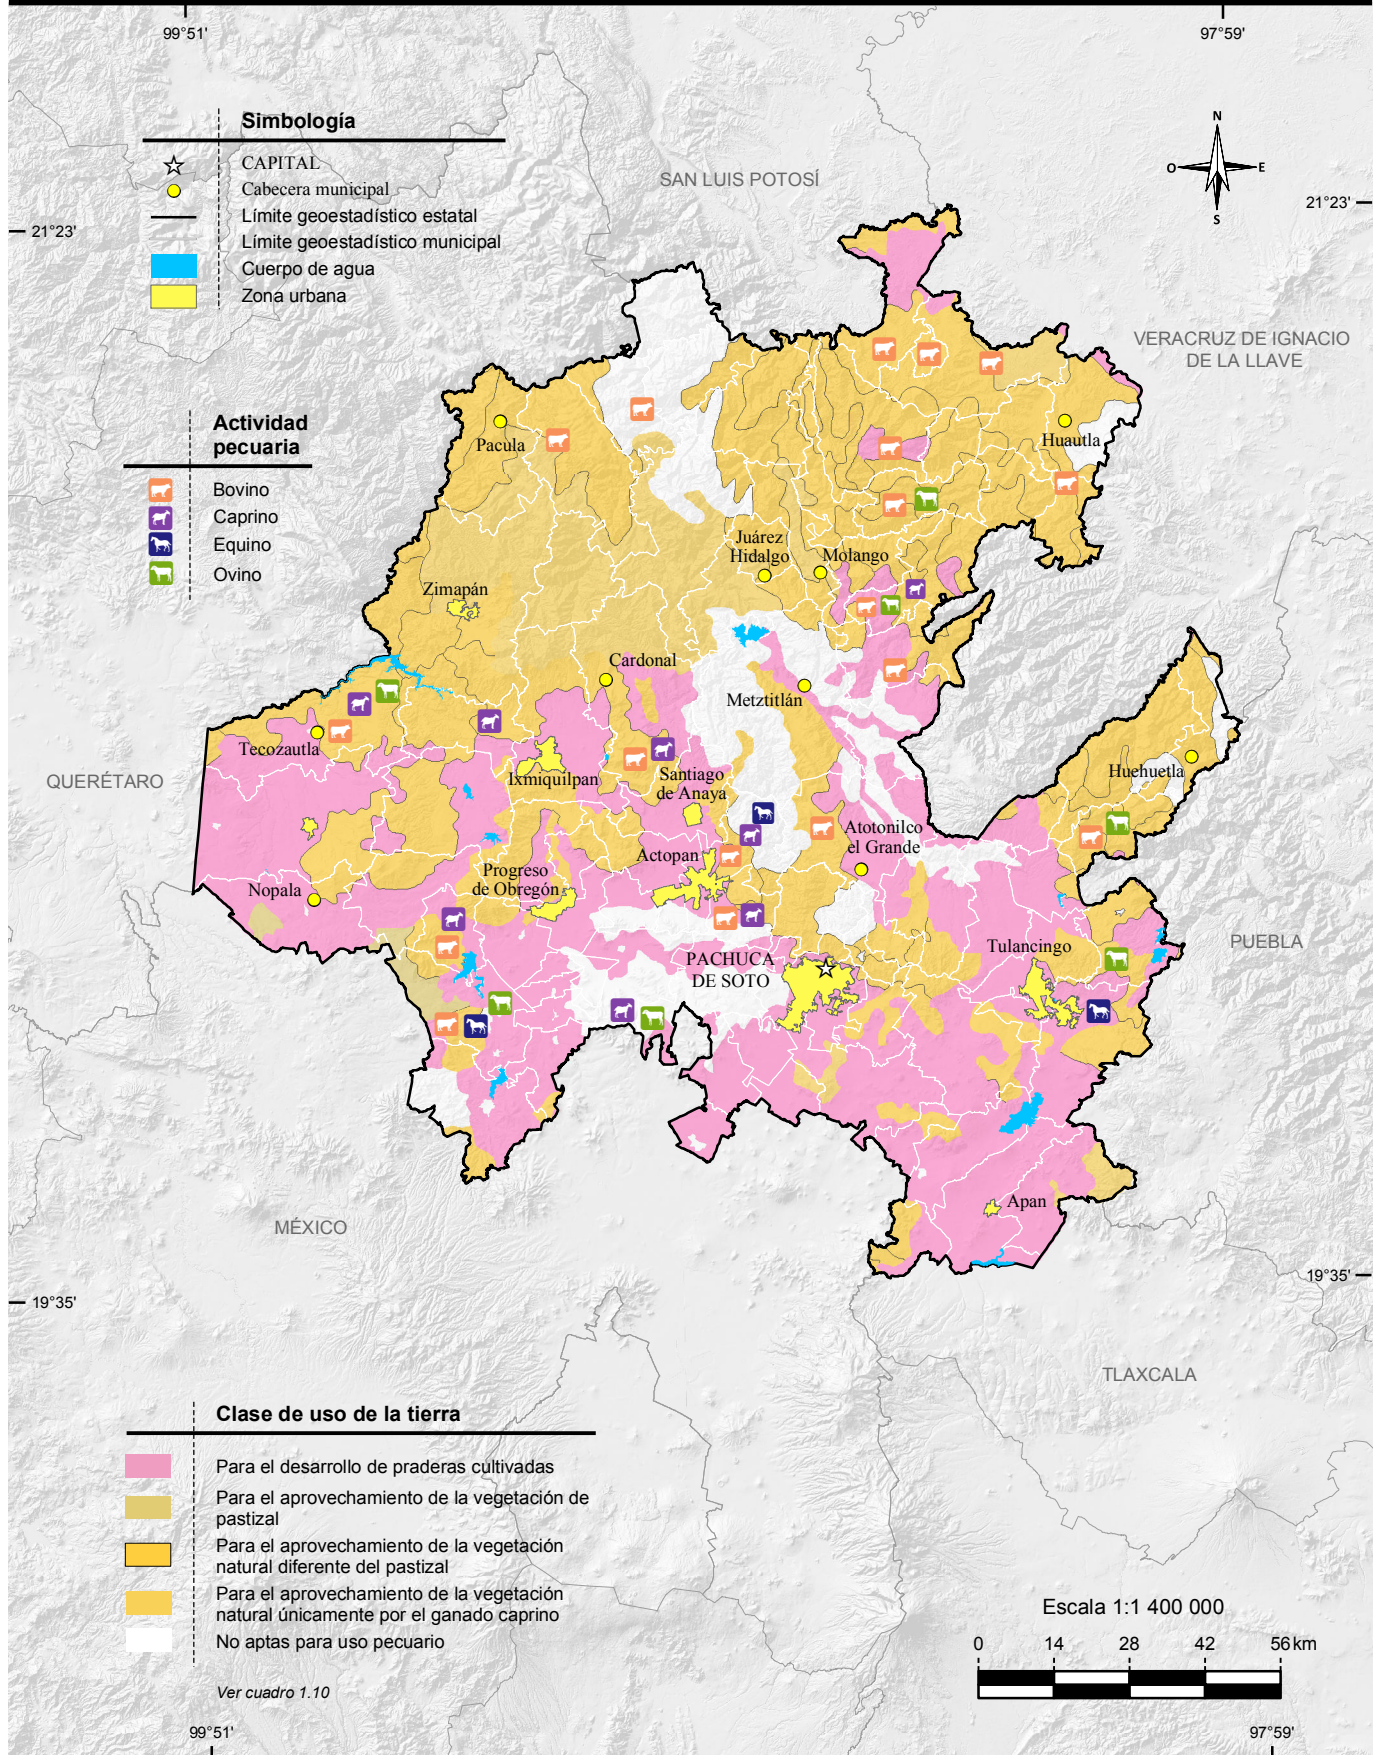 99°51'
97°59'
Simbología
CAPITAL
Cabecera municipal
Límite geoestadístico estatal
Límite geoestadístico municipal
Cuerpo de agua
Zona urbana
N
O
E
S
SAN LUIS POTOSÍ
21°23'
21°23'
VERACRUZ DE IGNACIO
DE LA LLAVE
Actividad
pecuaria
Bovino
Caprino
Equino
Ovino
Pacula
Huautla
Juárez
Hidalgo
Molango
Zimapán
Cardonal
Metztitlán
Tecozautla
QUERÉTARO
Ixmiquilpan
Santiago
de Anaya
Huehuetla
Atotonilco
el Grande
Actopan
Progreso
de Obregón
Nopala
PACHUCA
DE SOTO
Tulancingo
PUEBLA
Apan
MÉXICO
19°35'
19°35'
TLAXCALA
Clase de uso de la tierra
Para el desarrollo de praderas cultivadas
Para el aprovechamiento de la vegetación de
pastizal
Para el aprovechamiento de la vegetación
natural diferente del pastizal
Para el aprovechamiento de la vegetación
natural únicamente por el ganado caprino
No aptas para uso pecuario
Ver cuadro 1.10
Escala 1:1 400 000
0 14 28 42 56 km
99°51'
97°59'